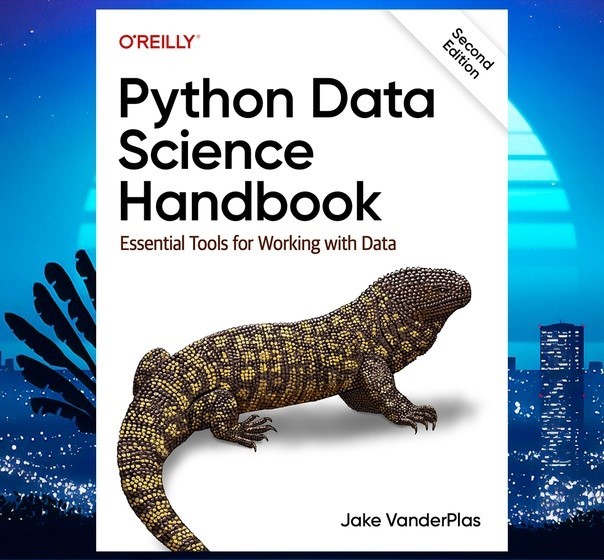 O'REILLY®
Second
Edition
Python Data
Science
Handbook
Essential Tools for Working with Data
Jake VanderPlas